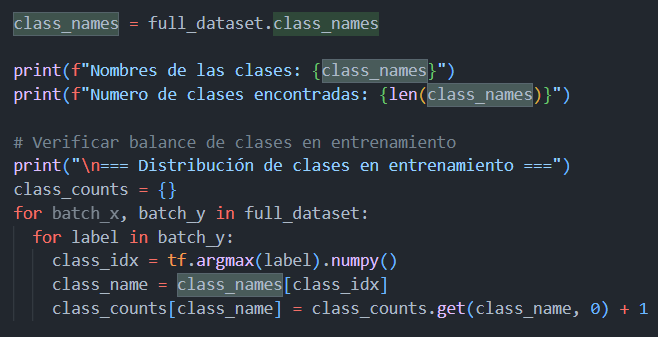 class_names = full_dataset.class_names
print(f"Nombres de las clases: {class_names}")
print(f"Numero de clases encontradas: {len(class_names)}")
# Verificar balance de clases en entrenamiento
print("\n=== Distribución de clases en entrenamiento ===")
class_counts = {}
for batch_x, batch_y in full_dataset:
  for label in batch_y:
    class_idx = tf.argmax(label).numpy()
    class_name = class_names[class_idx]
    class_counts[class_name] = class_counts.get(class_name, 0) + 1